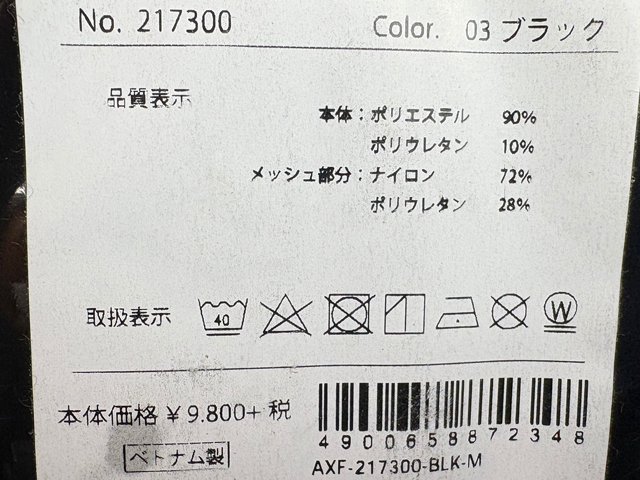 No. 217300 Color. 03 ブラック
品質表示
本体：ポリエステル 90%
ポリウレタン 10%
メッシュ部分：ナイロン 72%
ポリウレタン 28%
取扱表示 40 W
本体価格 ¥9.800+税
4900658872348
ベトナム製
AXF-217300-BLK-M